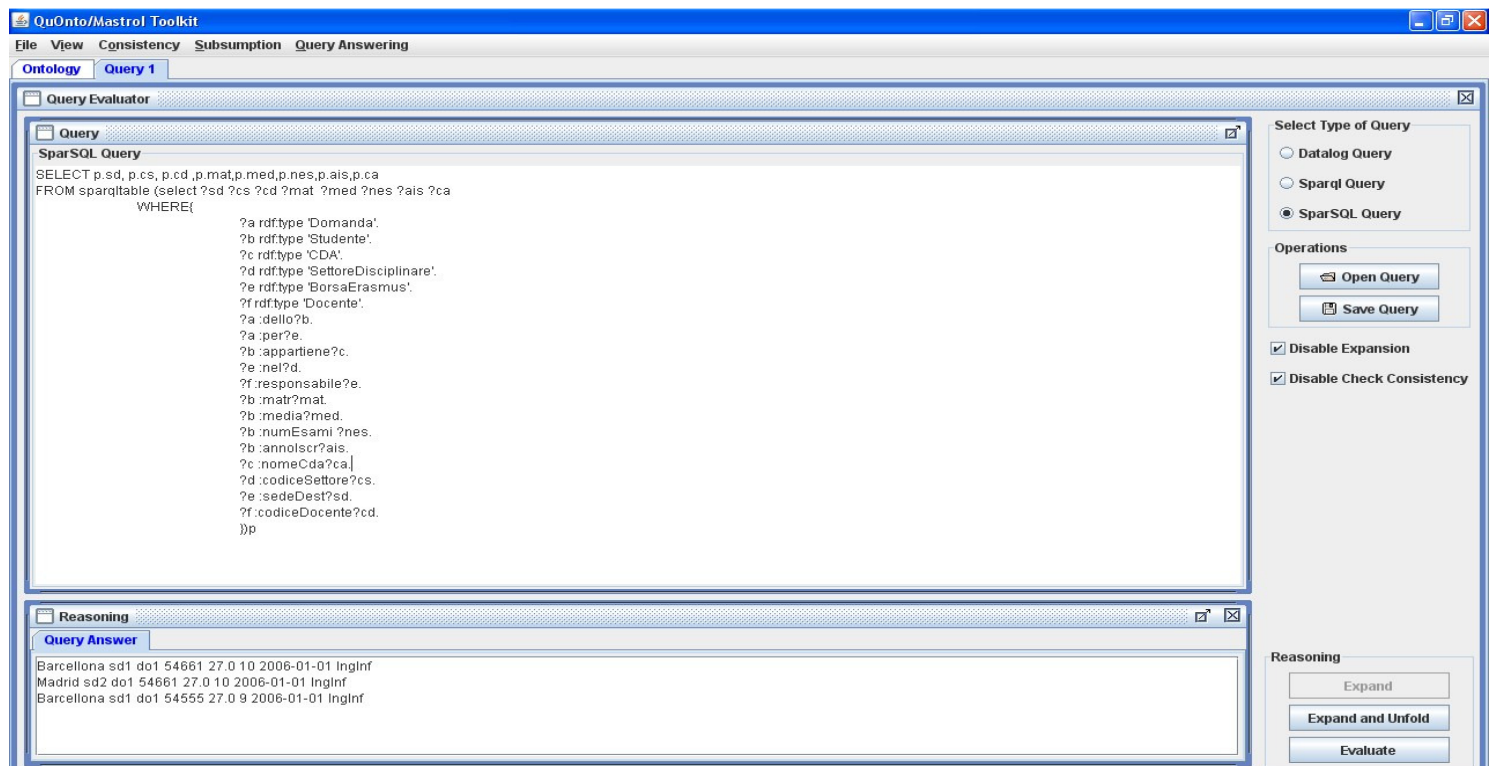 QuOnto/MastroI Toolkit
File View Consistency Subsumption Query Answering
Ontology Query 1
Query Evaluator
Query
SparSQL Query
SELECT p.sd, p.cs, p.cd ,p.mat,p.med,p.nes,p.ais,p.ca
FROM sparqltable (select ?sd ?cs ?cd ?mat ?med ?nes ?ais ?ca
WHERE{
?a rdf:type 'Domanda'.
?b rdf:type 'Studente'.
?c rdf:type 'CDA'.
?d rdf:type 'SettoreDisciplinare'.
?e rdf:type 'BorsaErasmus'.
?f rdf:type 'Docente'.
?a :dello?b.
?a :per?e.
?b :appartiene?c.
?e :nel?d.
?f :responsabile?e.
?b :matr?mat.
?b :media?med.
?b :numEsami ?nes.
?b :annoIscr?ais.
?c :nomeCda?ca.
?d :codiceSettore?cs.
?e :sedeDest?sd.
?f :codiceDocente?cd.
})p
Select Type of Query
Datalog Query
Sparql Query
SparSQL Query
Operations
Open Query
Save Query
Disable Expansion
Disable Check Consistency
Reasoning
Query Answer
Barcellona sd1 do1 54661 27.0 10 2006-01-01 IngInf
Madrid sd2 do1 54661 27.0 10 2006-01-01 IngInf
Barcellona sd1 do1 54555 27.0 9 2006-01-01 IngInf
Reasoning
Expand
Expand and Unfold
Evaluate